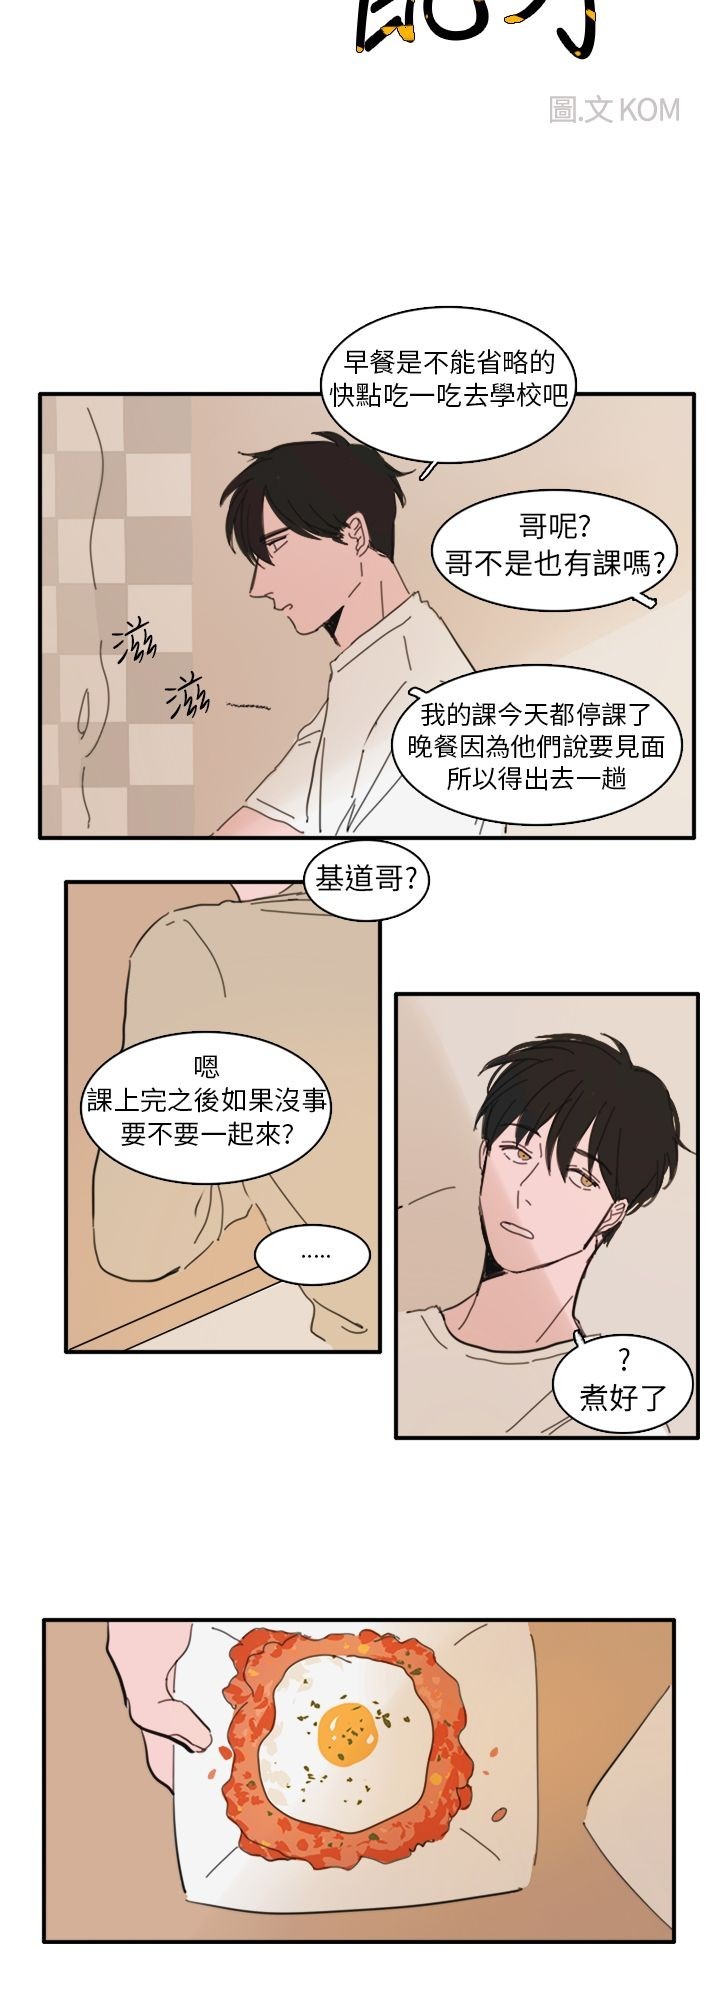 配方
圖.文 KOM
早餐是不能省略的
快點吃一吃去學校吧
哥呢?
哥不是也有課嗎?
滋
滋
我的課今天都停課了
晚餐因為他們說要見面
所以得出去一趟
基道哥?
嗯
課上完之後如果沒事
要不要一起來?
.....
?
煮好了